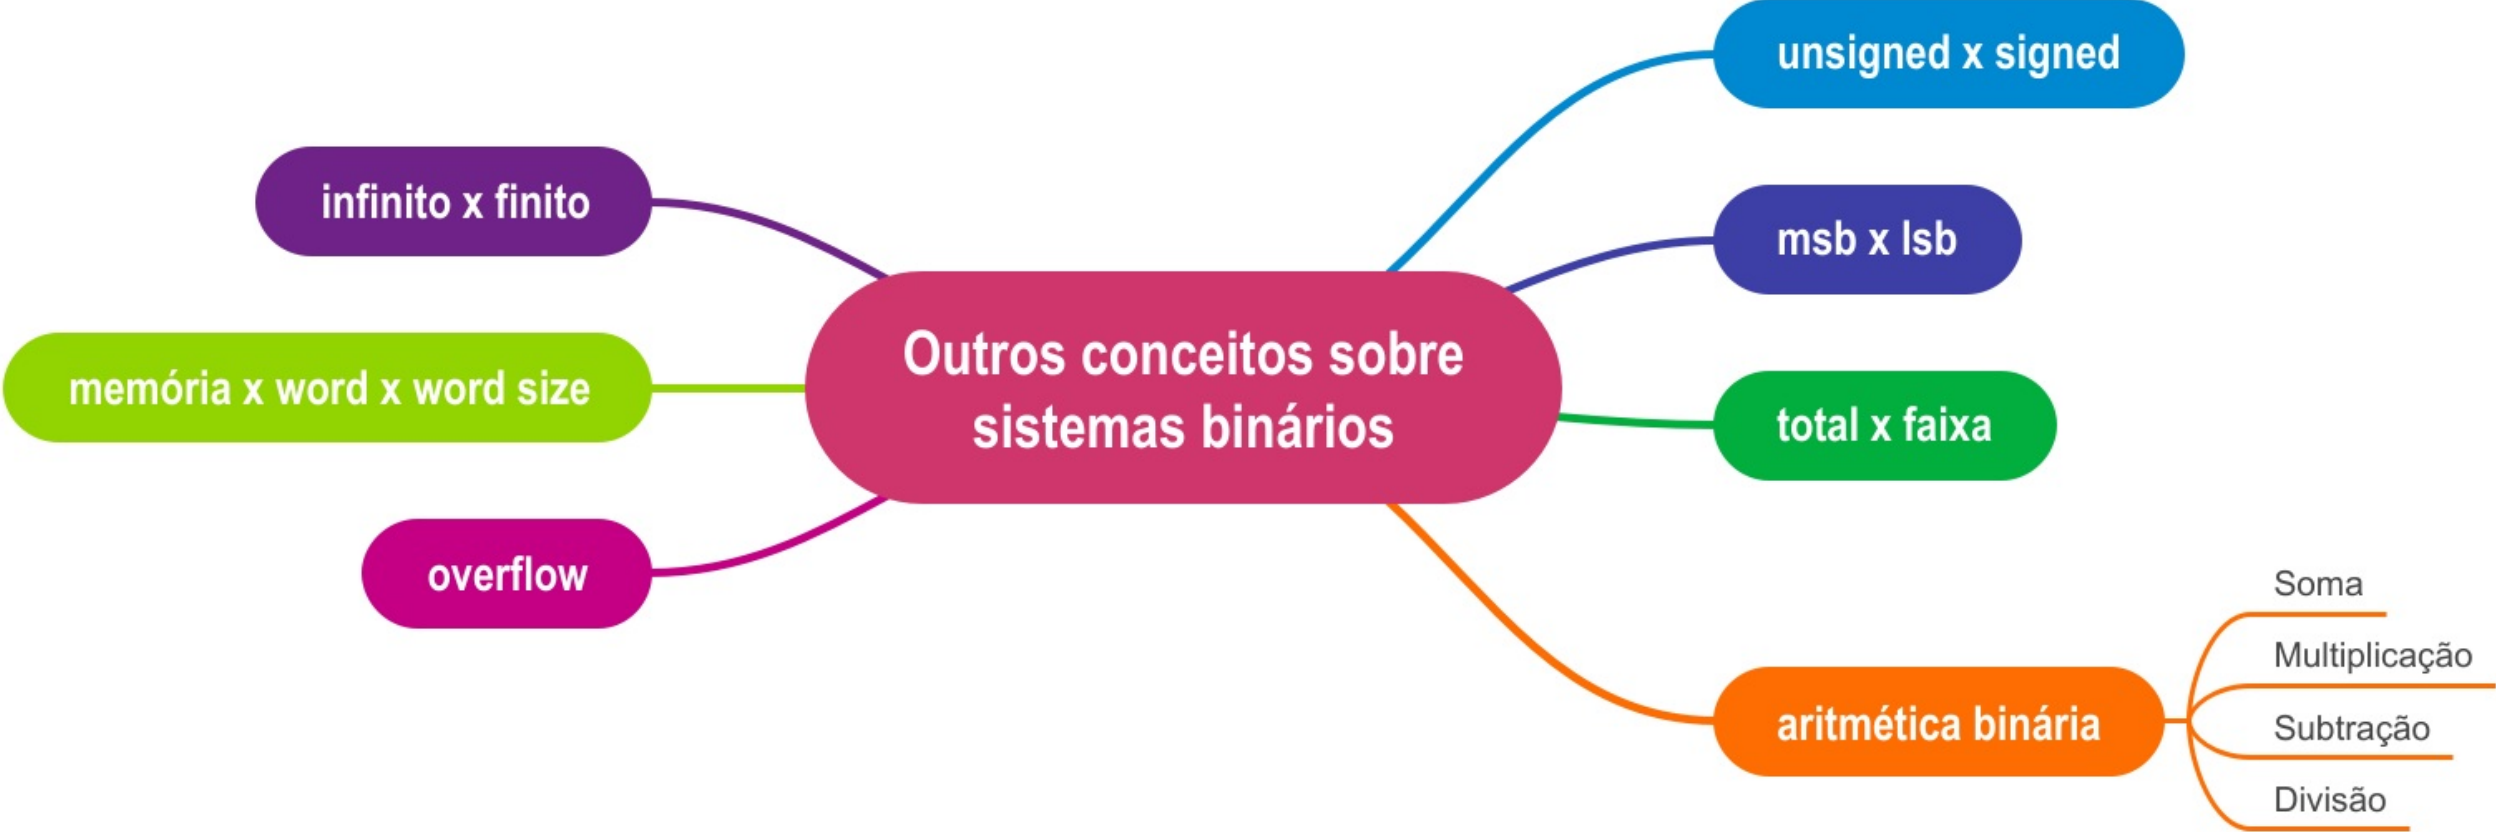 unsigned x signed
infinito x finito
msb x lsb
Outros conceitos sobre
sistemas binários
memória x word x word size
total x faixa
overflow
aritmética binária
Soma
Multiplicação
Subtração
Divisão